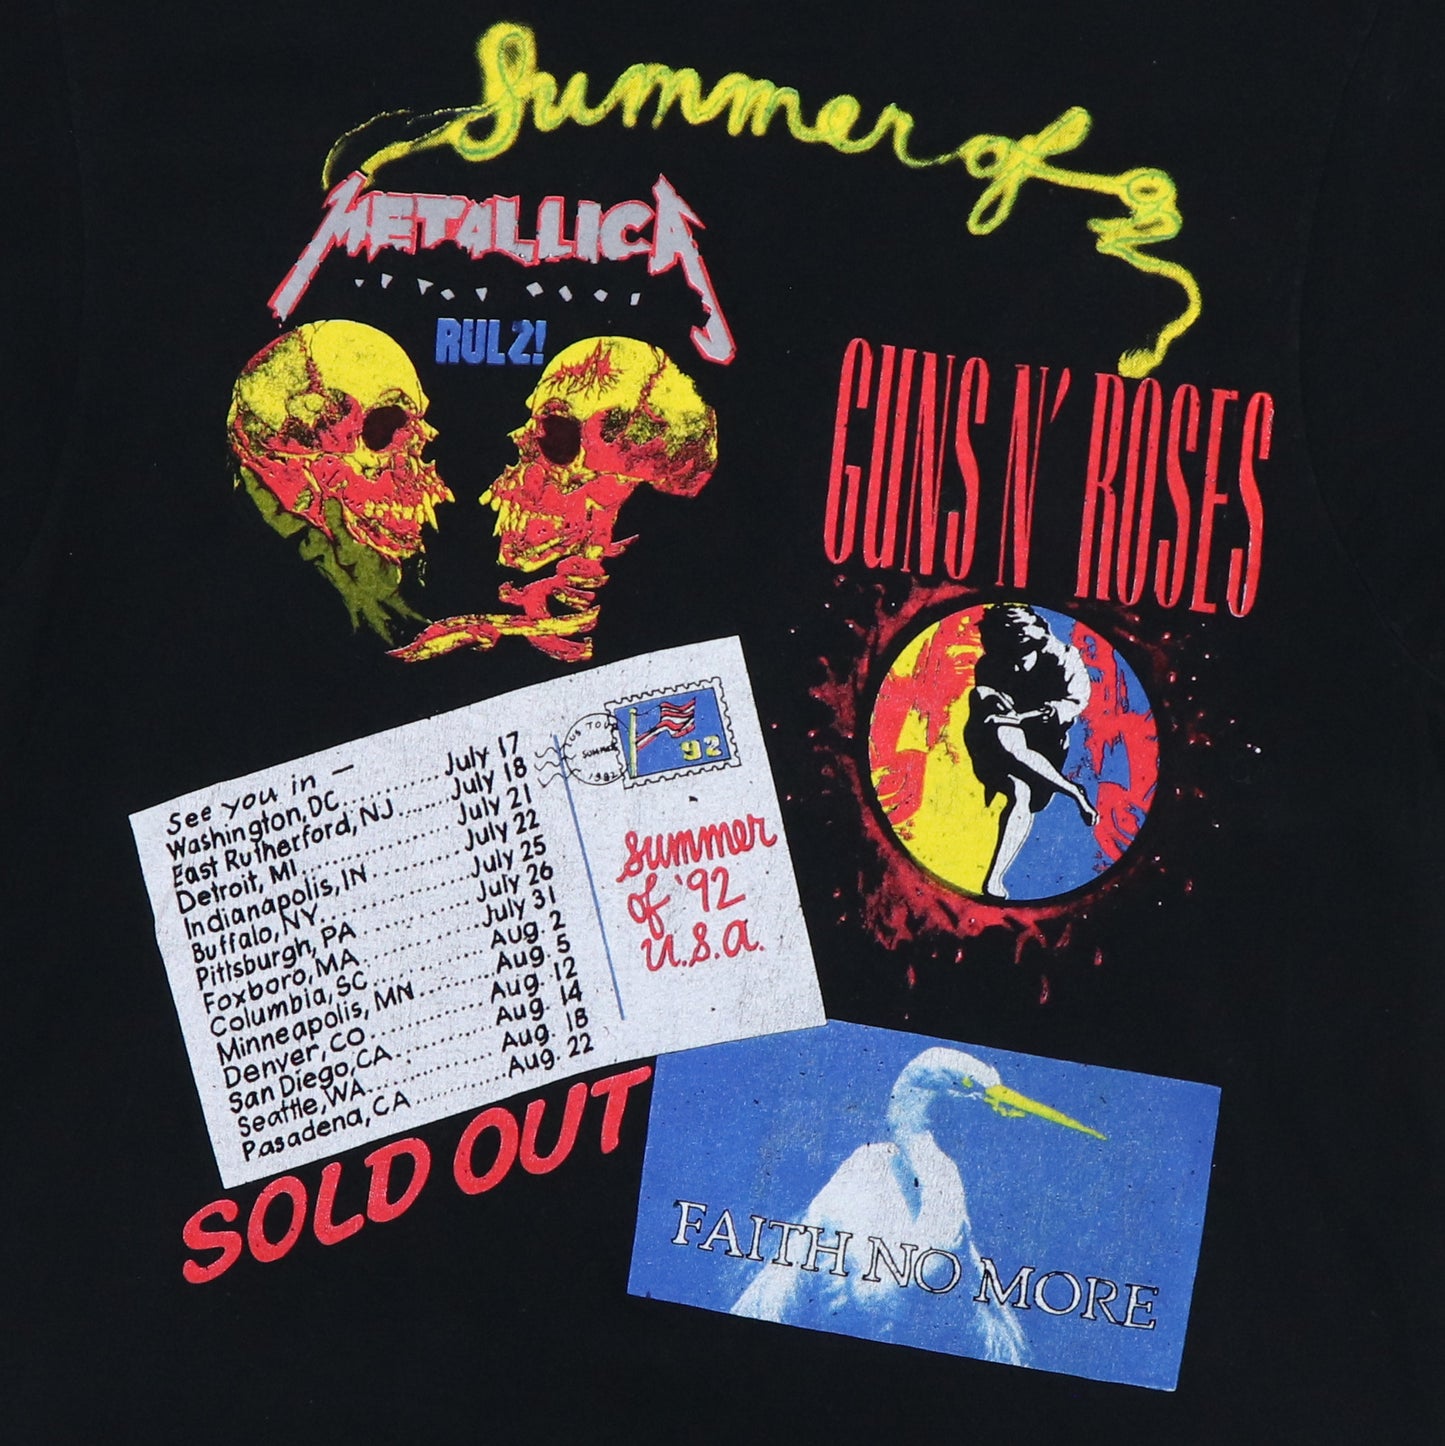 Summer of 92
METALLICA
RULZ!
GUNS N' ROSES
See you in —
Washington, DC..........July 17
East Rutherford, NJ.......July 18
Detroit, MI..................July 21
Indianapolis, IN............July 22
Buffalo, NY..................July 25
Pittsburgh, PA..............July 26
Foxboro, MA................July 31
Columbia, SC................Aug. 2
Minneapolis, MN............Aug. 5
Denver, CO..................Aug. 12
San Diego, CA..............Aug. 14
Seattle, WA..................Aug. 18
Pasadena, CA................Aug. 22
SUMMER
1992
92
summer
of '92
U.S.A.
SOLD OUT
FAITH NO MORE